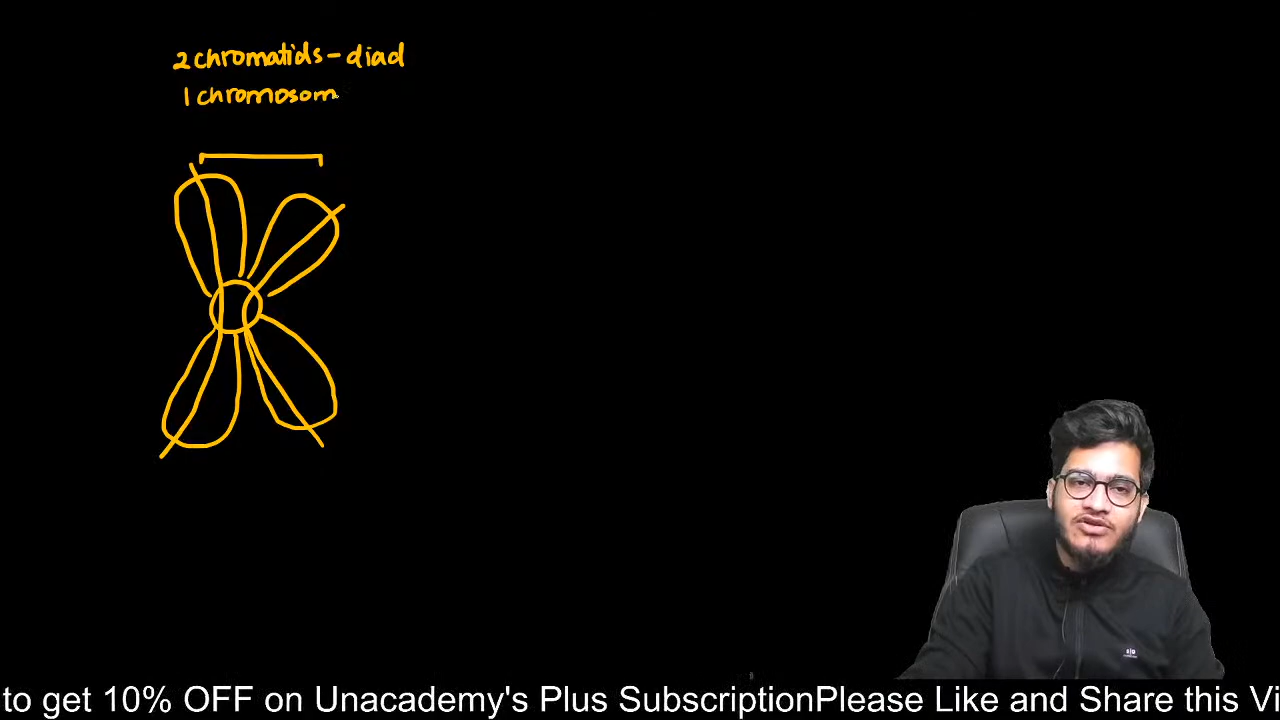 2 chromatids - diad
1 chromosom
to get 10% OFF on Unacademy's Plus SubscriptionPlease Like and Share this Vi